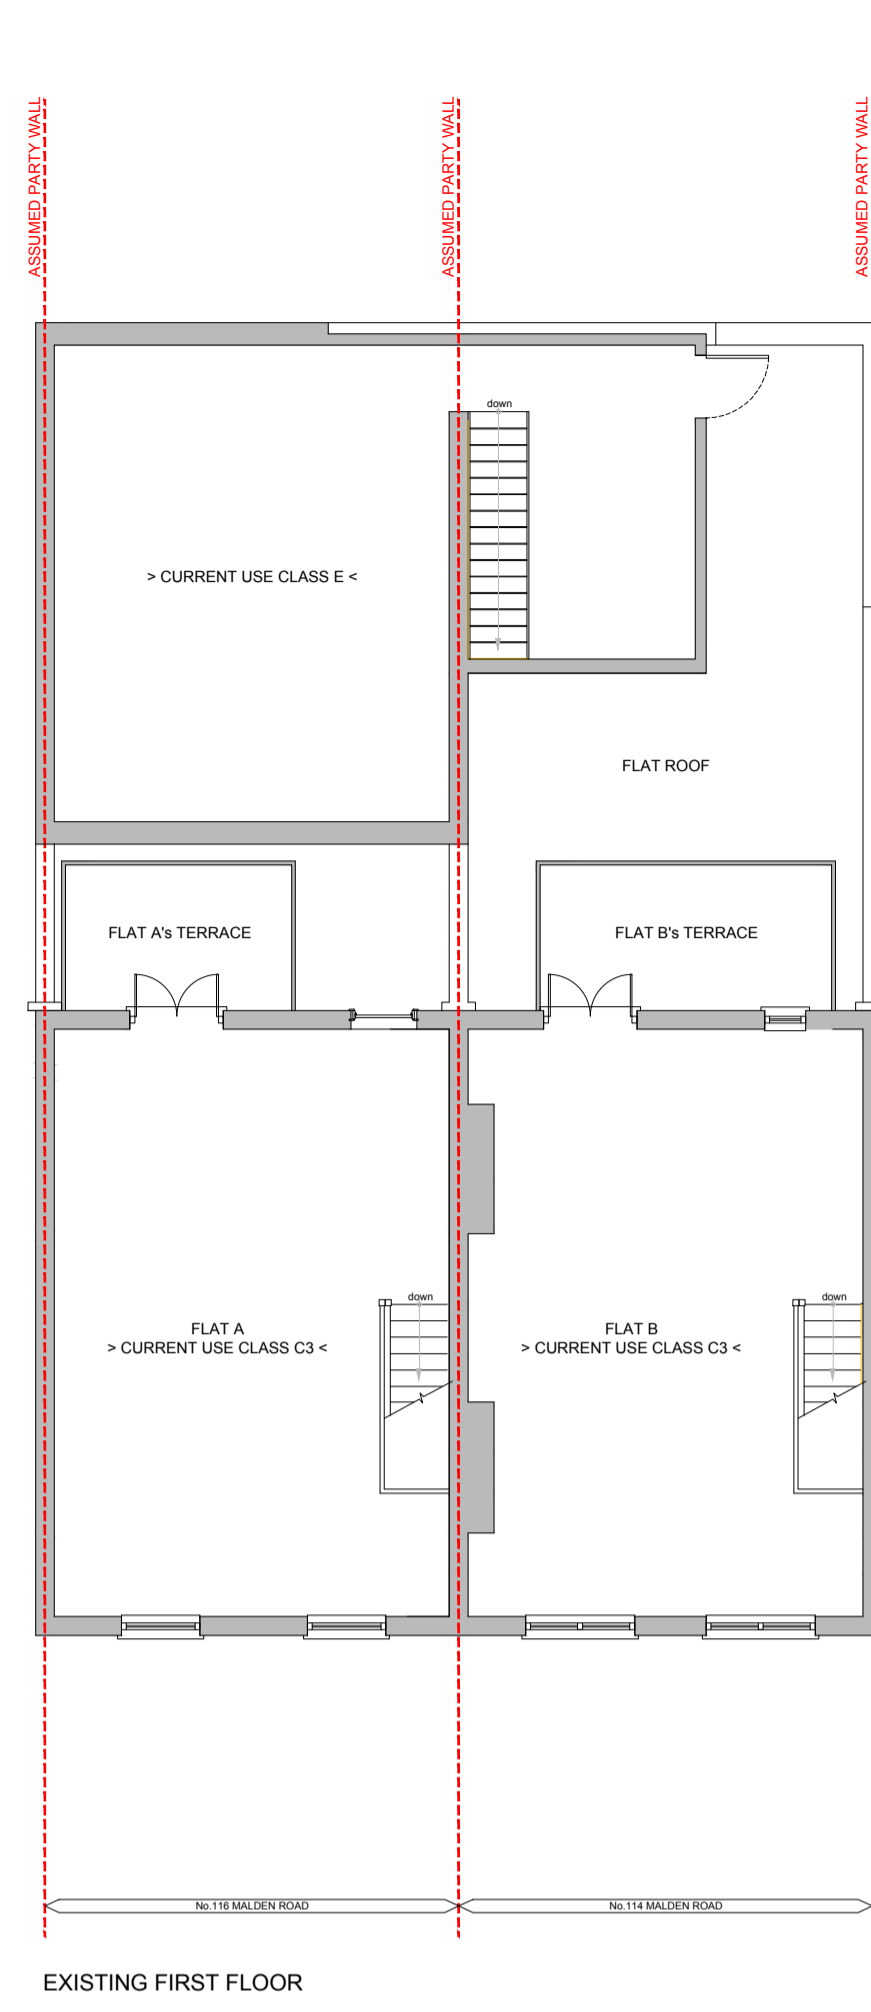 ASSUMED PARTY WALL
ASSUMED PARTY WALL
ASSUMED PARTY WALL
down
> CURRENT USE CLASS E <
FLAT ROOF
FLAT A's TERRACE
FLAT B's TERRACE
down
down
FLAT A
> CURRENT USE CLASS C3 <
FLAT B
> CURRENT USE CLASS C3 <
No.116 MALDEN ROAD
No.114 MALDEN ROAD
EXISTING FIRST FLOOR